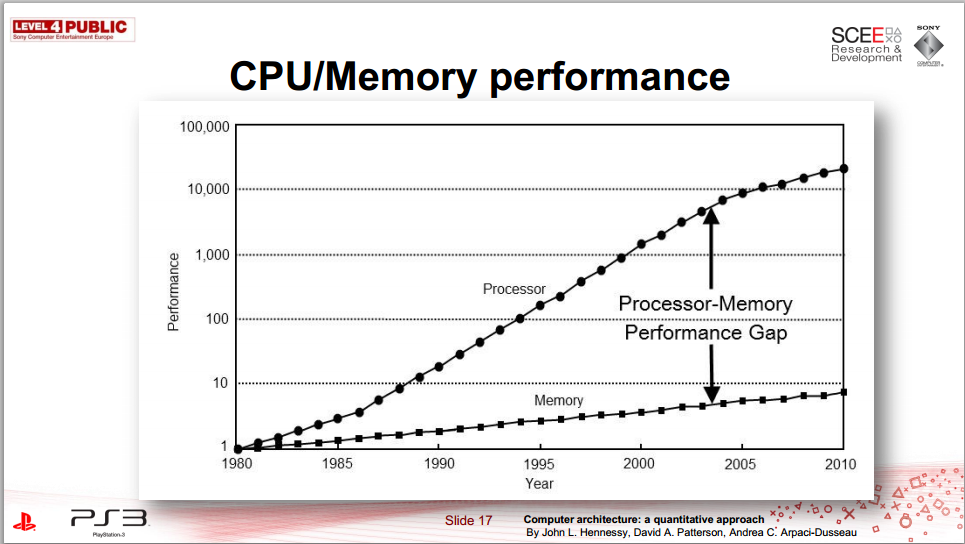 LEVEL 4 PUBLIC
Sony Computer Entertainment Europe
SCEE
Research &
Development
SONY
COMPUTER
CPU/Memory performance
100,000
10,000
1,000
100
10
1
Performance
Processor
Processor-Memory
Performance Gap
Memory
1980 1985 1990 1995 2000 2005 2010
Year
PS3
PlayStation.3
Slide 17
Computer architecture: a quantitative approach
By John L. Hennessy, David A. Patterson, Andrea C. Arpaci-Dusseau